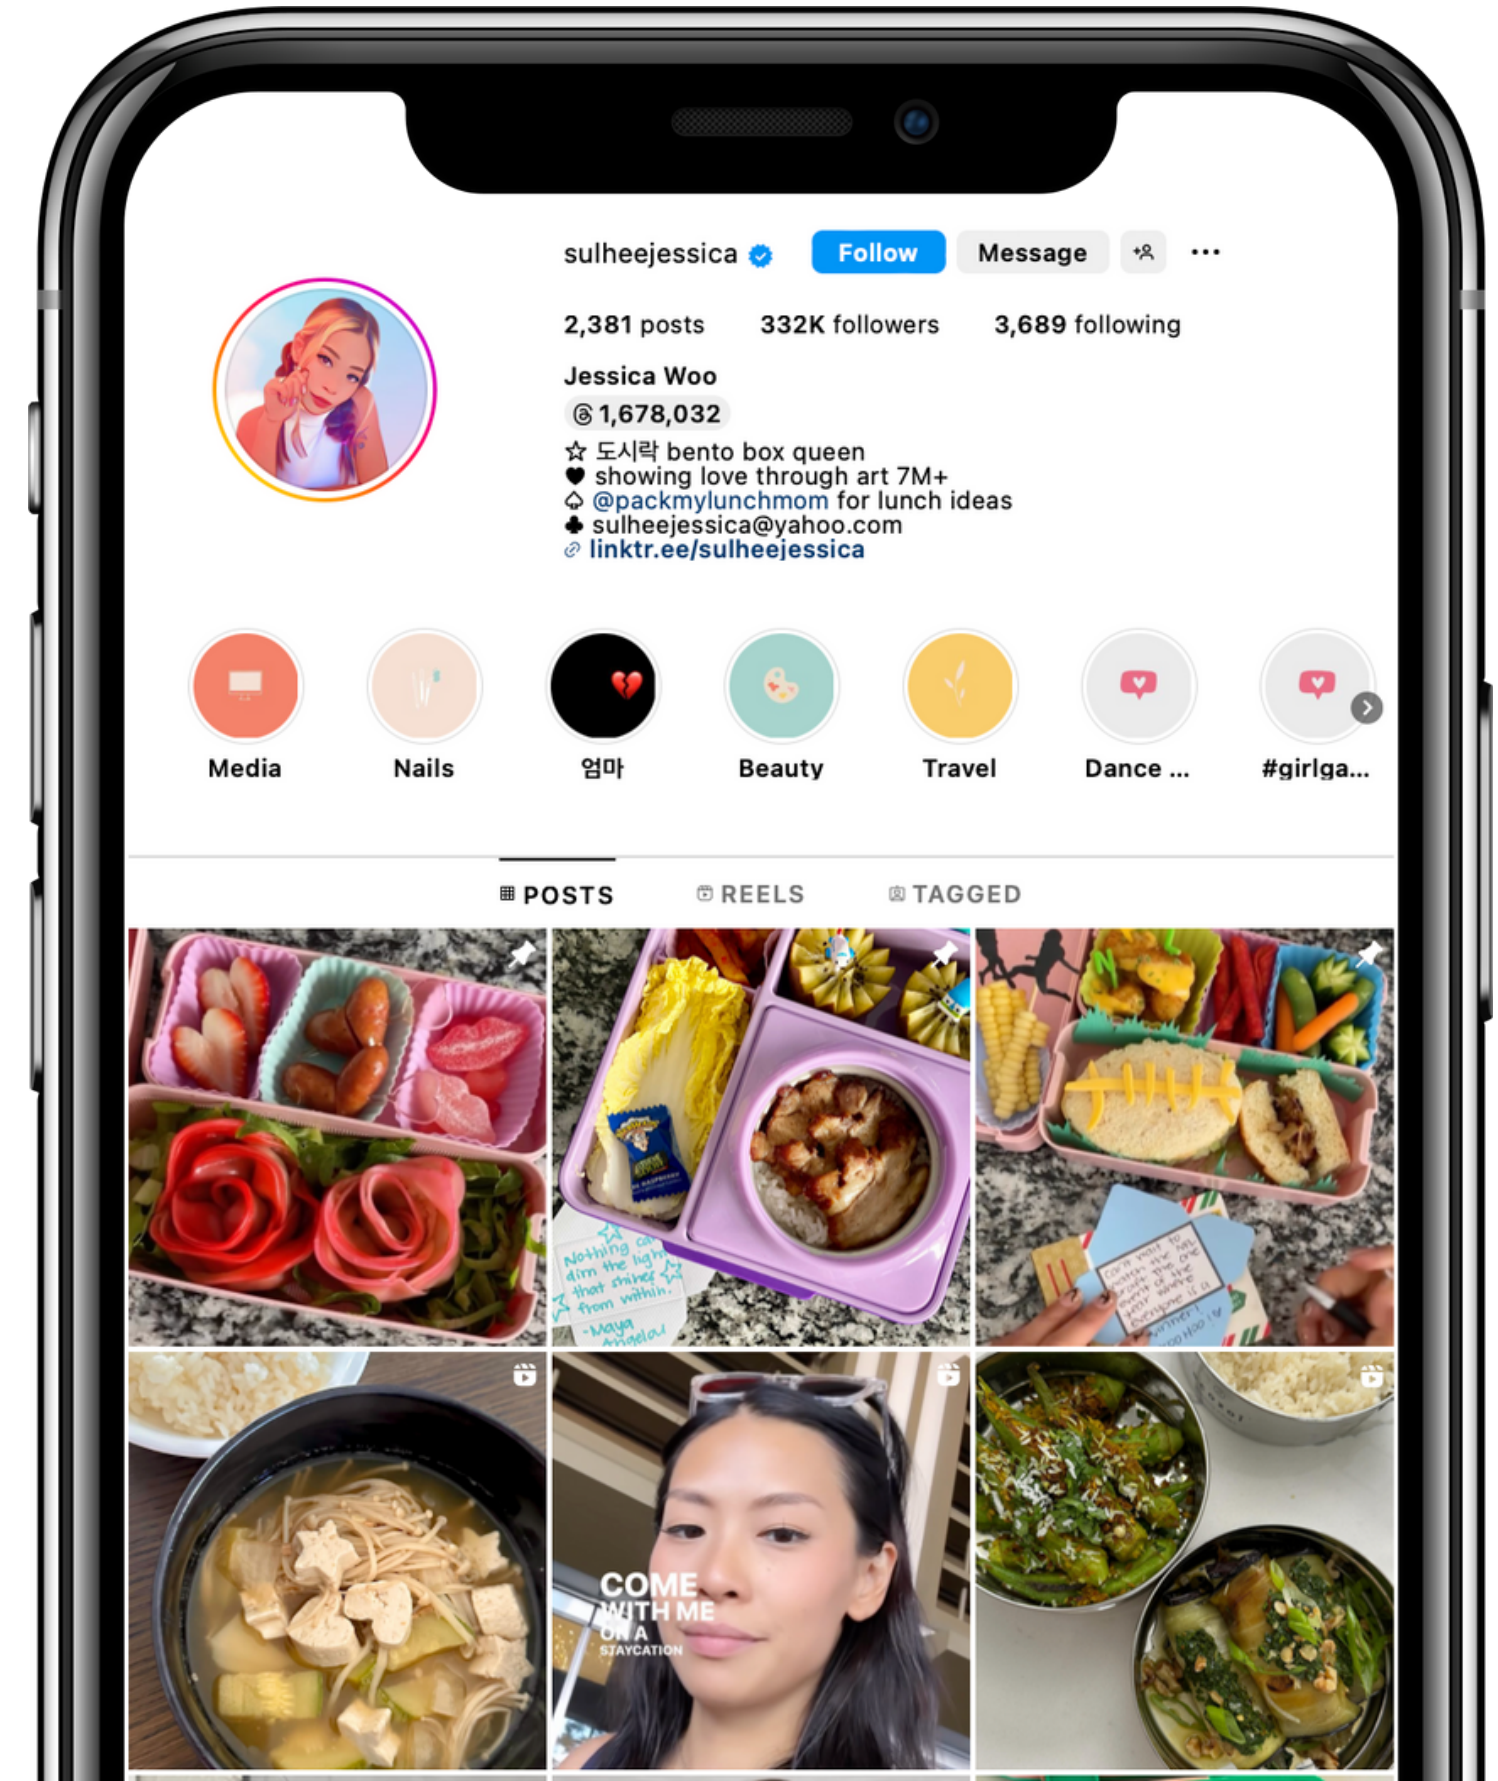 sulheejessica
Follow
Message
2,381 posts 332K followers 3,689 following
Jessica Woo
1,678,032
☆ 도시락 bento box queen
♥ showing love through art 7M+
♤ @packmylunchmom for lunch ideas
♣ sulheejessica@yahoo.com
linktr.ee/sulheejessica
Media Nails 엄마 Beauty Travel Dance ... #girlga...
POSTS REELS TAGGED
Nothing can
dim the light
that shines
from within.
-Maya
Angelou
COME
WITH ME
ON A
STAYCATION